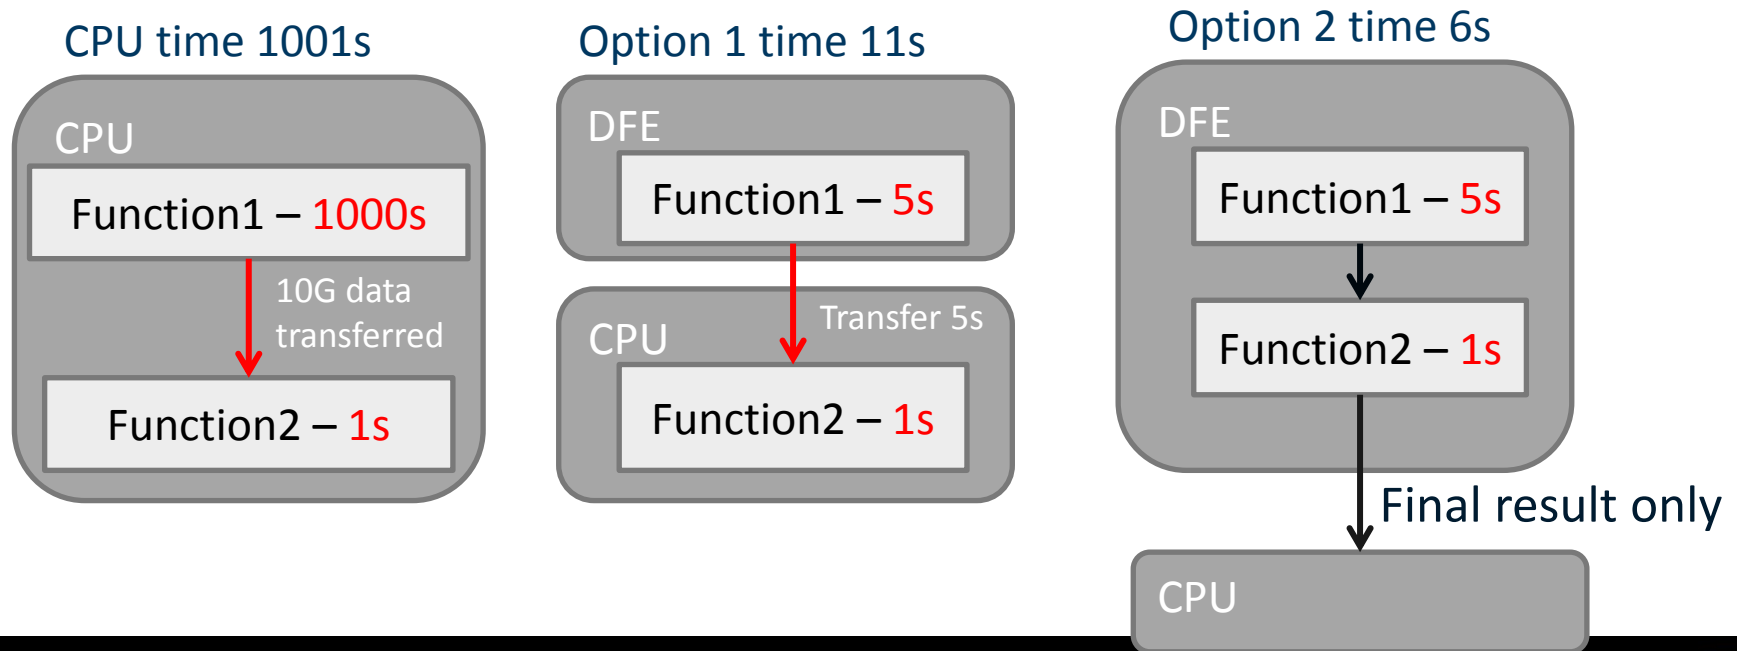 CPU time 1001s
CPU
Function1 – 1000s
10G data
transferred
Function2 – 1s
Option 1 time 11s
DFE
Function1 – 5s
Transfer 5s
CPU
Function2 – 1s
Option 2 time 6s
DFE
Function1 – 5s
Function2 – 1s
Final result only
CPU